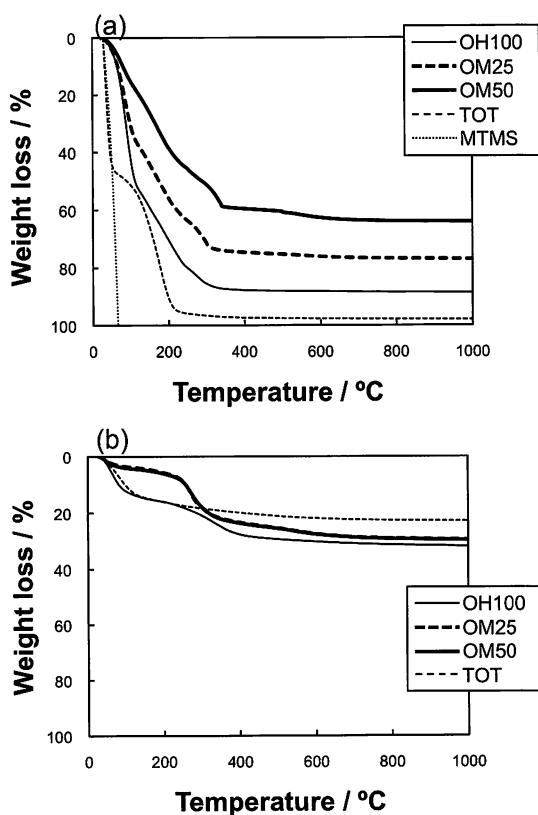 (a)
0
20
40
60
80
100
Weight loss / %
OH100
OM25
OM50
TOT
MTMS
0 200 400 600 800 1000
Temperature / ºC
(b)
0
20
40
60
80
100
Weight loss / %
OH100
OM25
OM50
TOT
0 200 400 600 800 1000
Temperature / ºC